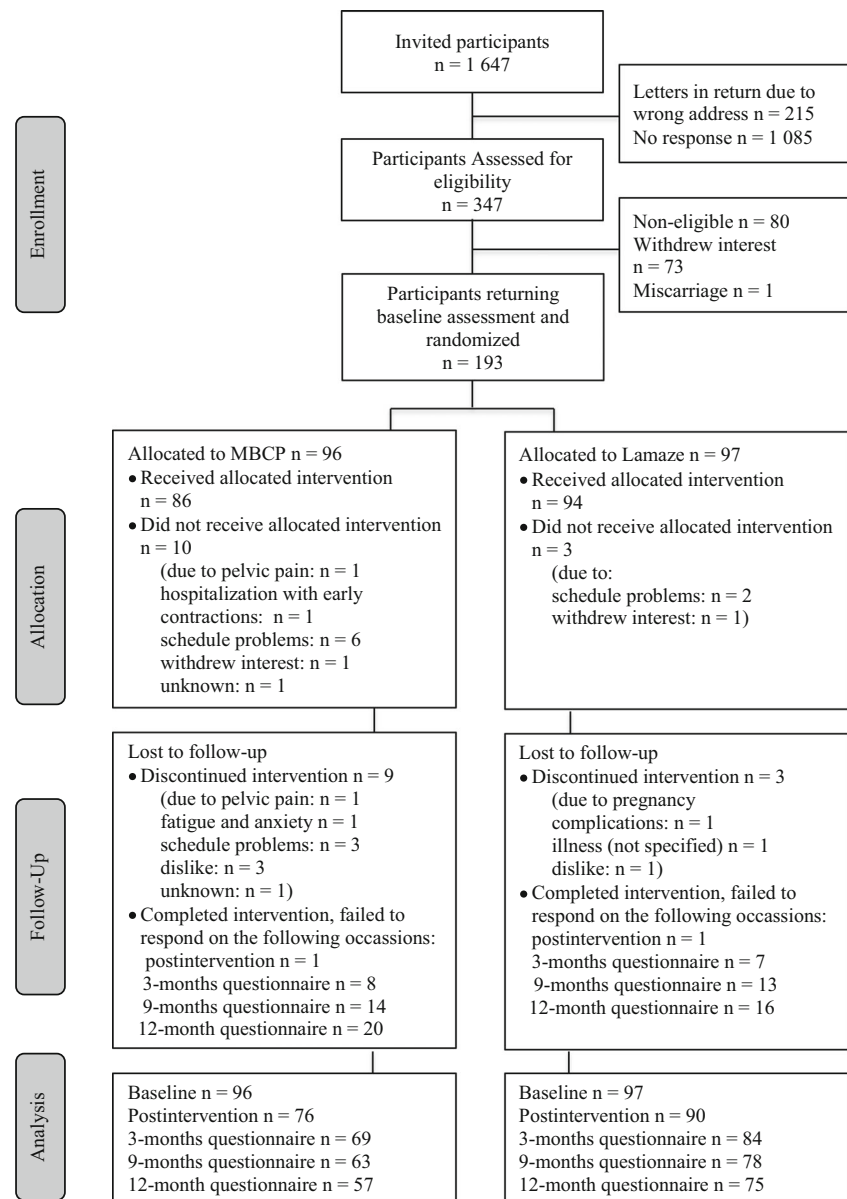 Invited participants
n = 1 647
Letters in return due to
wrong address n = 215
No response n = 1 085
Enrollment
Participants Assessed for
eligibility
n = 347
Non-eligible n = 80
Withdrew interest
n = 73
Miscarriage n = 1
Participants returning
baseline assessment and
randomized
n = 193
Allocation
Allocated to MBCP n = 96
• Received allocated intervention
n = 86
• Did not receive allocated intervention
n = 10
(due to pelvic pain: n = 1
hospitalization with early
contractions: n = 1
schedule problems: n = 6
withdrew interest: n = 1
unknown: n = 1
Allocated to Lamaze n = 97
• Received allocated intervention
n = 94
• Did not receive allocated intervention
n = 3
(due to:
schedule problems: n = 2
withdrew interest: n = 1)
Follow-Up
Lost to follow-up
• Discontinued intervention n = 9
(due to pelvic pain: n = 1
fatigue and anxiety n = 1
schedule problems: n = 3
dislike: n = 3
unknown: n = 1)
• Completed intervention, failed to
respond on the following occassions:
postintervention n = 1
3-months questionnaire n = 8
9-months questionnaire n = 14
12-month questionnaire n = 20
Lost to follow-up
• Discontinued intervention n = 3
(due to pregnancy
complications: n = 1
illness (not specified) n = 1
dislike: n = 1)
• Completed intervention, failed to
respond on the following occassions:
postintervention n = 1
3-months questionnaire n = 7
9-months questionnaire n = 13
12-month questionnaire n = 16
Analysis
Baseline n = 96
Postintervention n = 76
3-months questionnaire n = 69
9-months questionnaire n = 63
12-month questionnaire n = 57
Baseline n = 97
Postintervention n = 90
3-months questionnaire n = 84
9-months questionnaire n = 78
12-month questionnaire n = 75